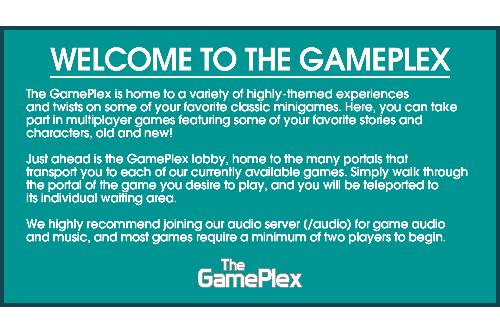 WELCOME TO THE GAMEPLEX
The GamePlex is home to a variety of highly-themed experiences
and twists on some of your favorite classic minigames. Here, you can take
part in multiplayer games featuring some of your favorite stories and
characters, old and new!
Just ahead is the GamePlex lobby, home to the many portals that
transport you to each of our currently available games. Simply walk through
the portal of the game you desire to play, and you will be teleported to
its individual waiting area.
We highly recommend joining our audio server (/audio) for game audio
and music, and most games require a minimum of two players to begin.
The
GamePlex